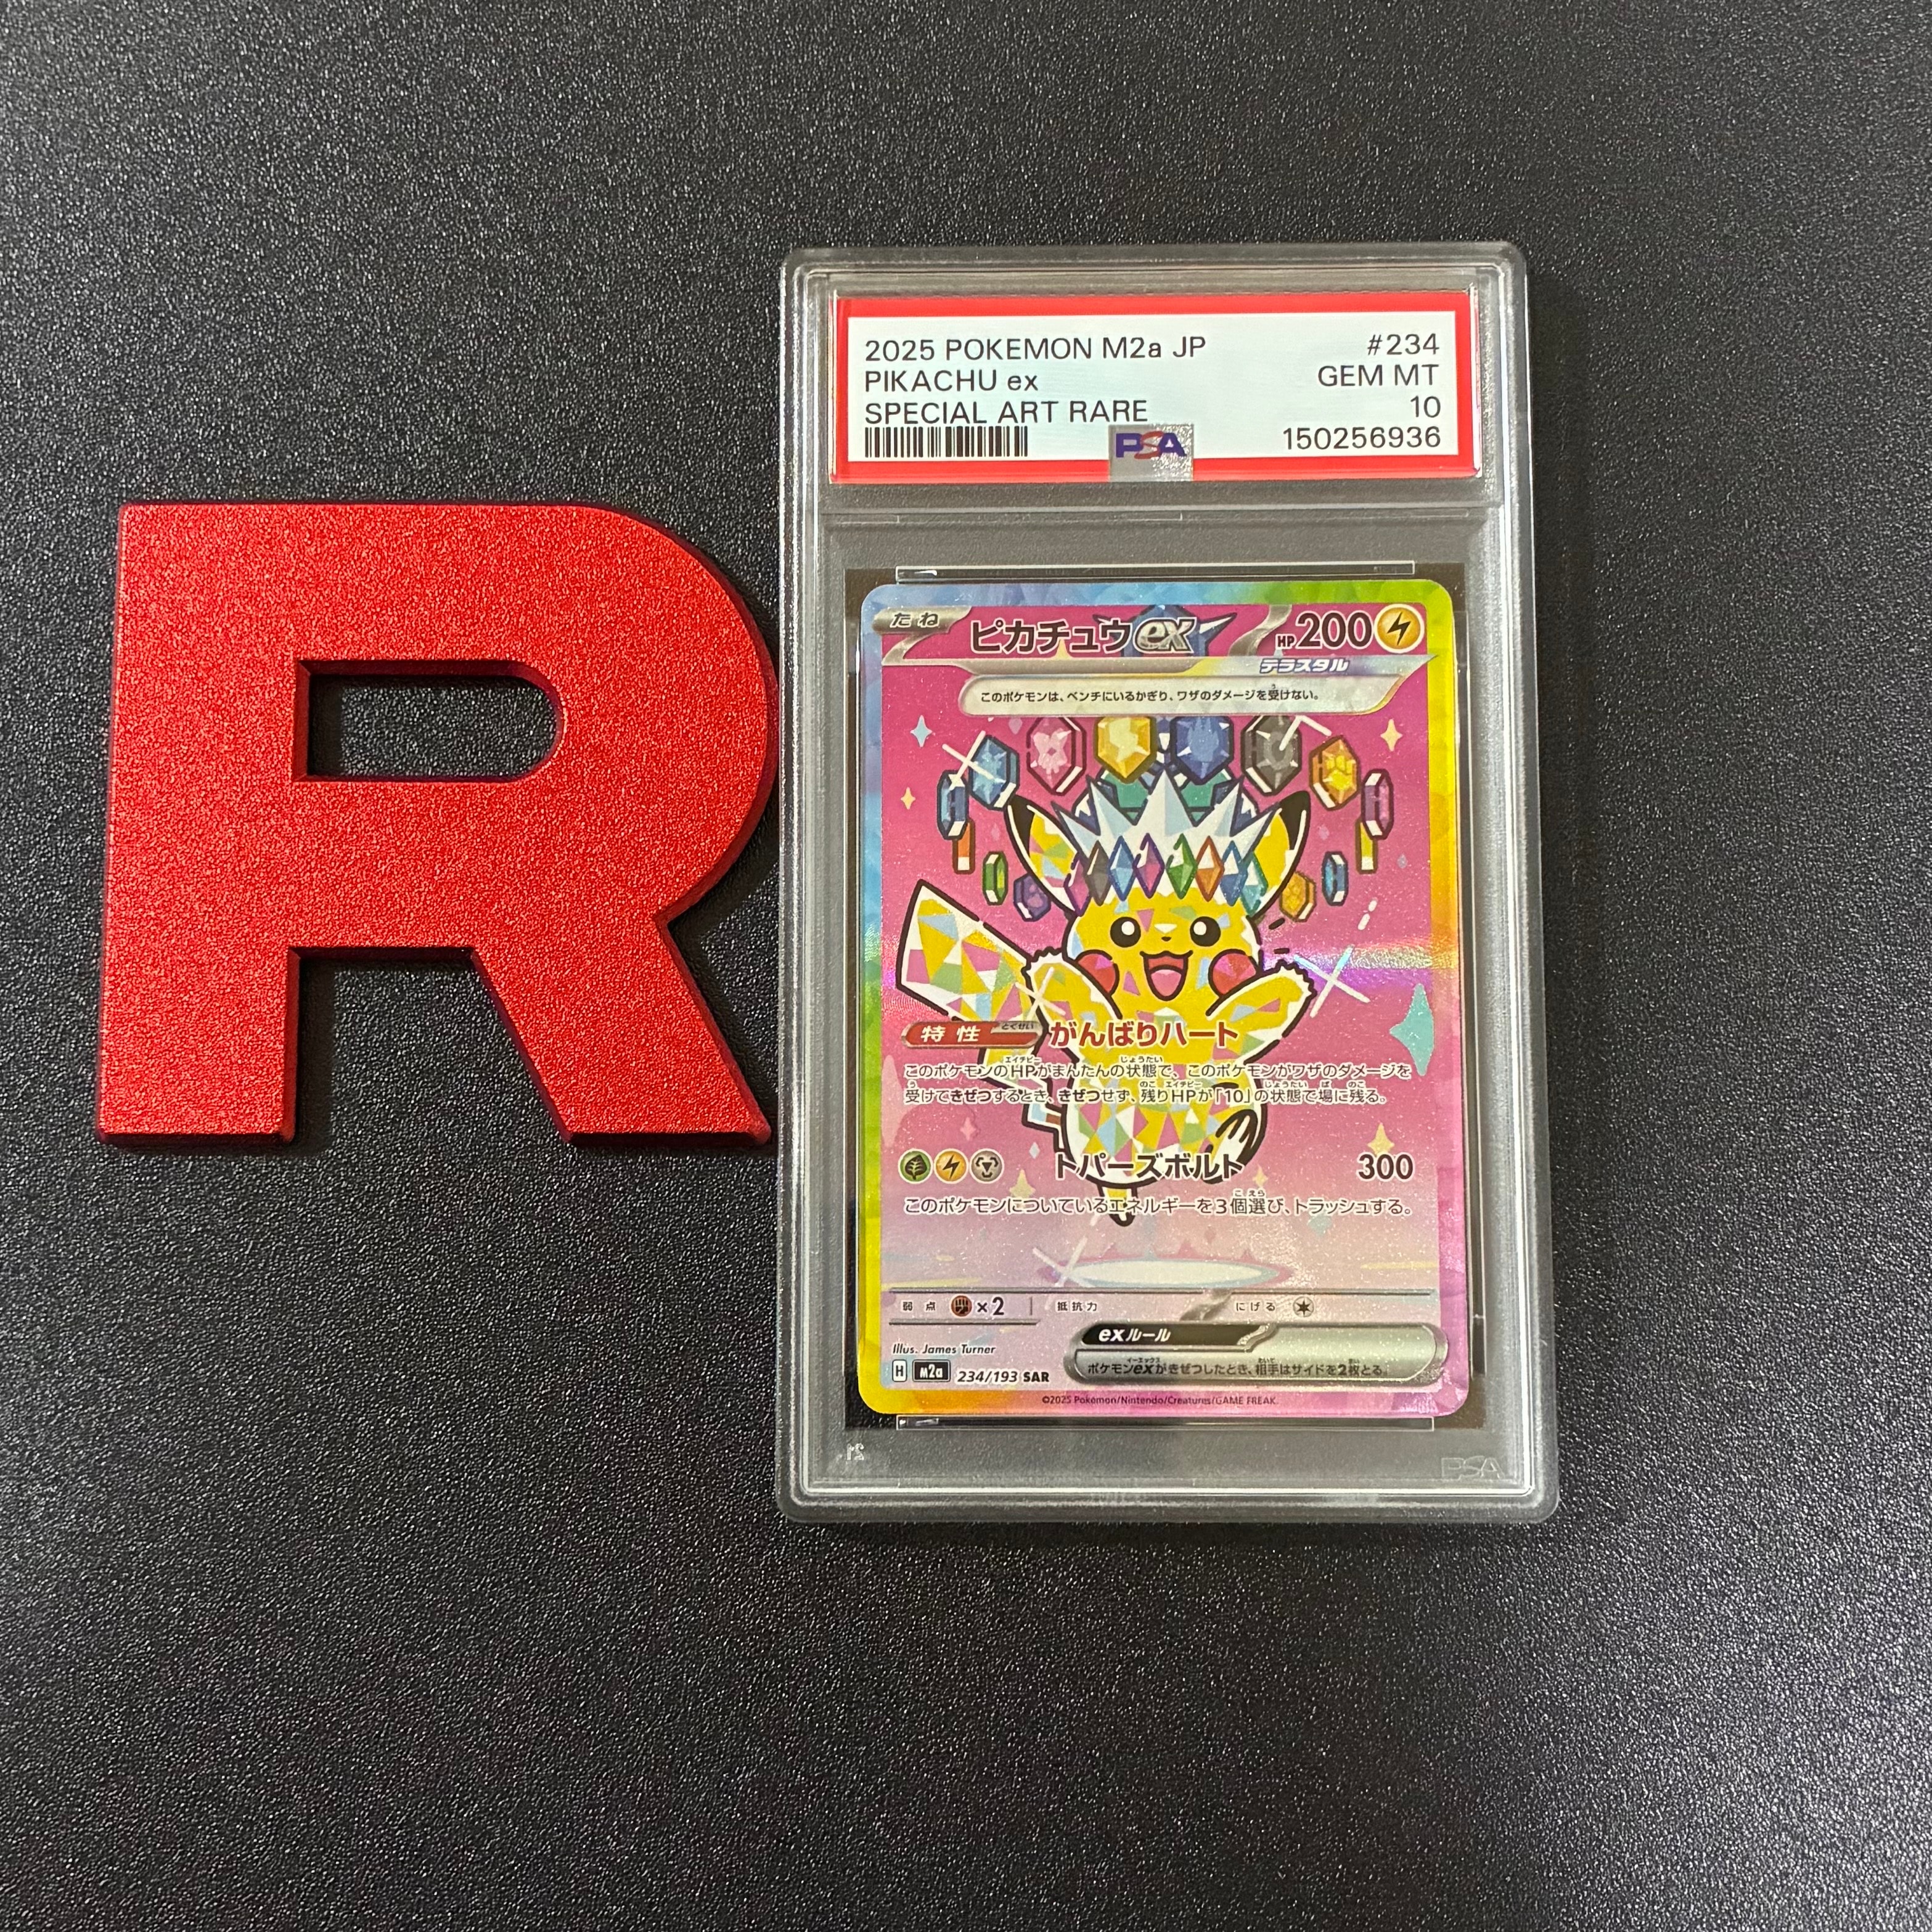 R
2025 POKEMON M2a JP #234
PIKACHU ex GEM MT
SPECIAL ART RARE 10
PSA 150256936
たね ピカチュウex HP200
テラスタル
このポケモンは、ベンチにいるかぎり、ワザのダメージを受けない。
特性 とくせい がんばりハート
このポケモンのHPがまんたんの状態で、このポケモンがワザのダメージを
受けてきぜつするとき、きぜつせず、残りHPが「10」の状態で場に残る。
トパーズボルト 300
このポケモンについているエネルギーを3個選び、トラッシュする。
弱点 ×2 抵抗力 にげる
exルール
ポケモンexがきぜつしたとき、相手はサイドを2枚とる。
Illus. James Turner
H M2a 234/193 SAR
©2025 Pokémon/Nintendo/Creatures/GAME FREAK.
PSA